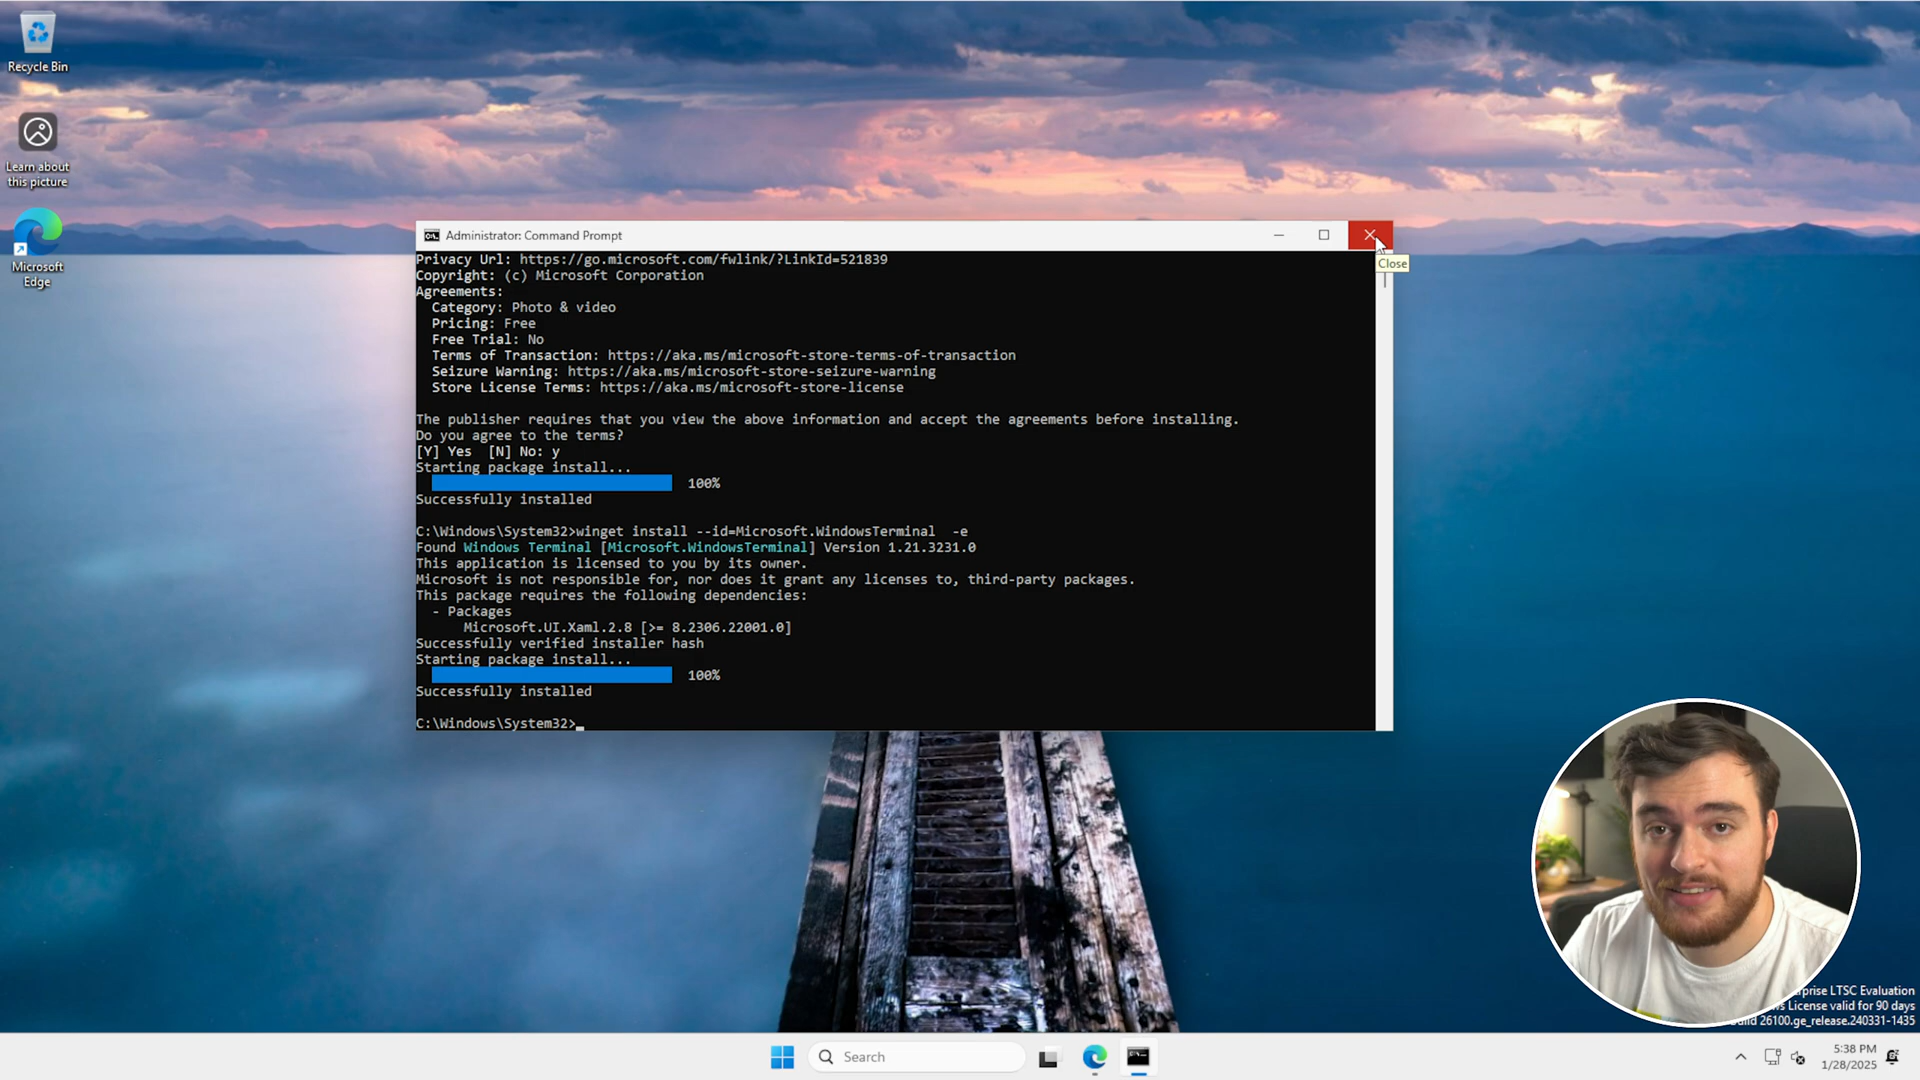 Recycle Bin
Learn about
this picture
Microsoft
Edge
Administrator: Command Prompt
Close
Privacy Url: https://go.microsoft.com/fwlink/?LinkId=521839
Copyright: (c) Microsoft Corporation
Agreements:
Category: Photo & video
Pricing: Free
Free Trial: No
Terms of Transaction: https://aka.ms/microsoft-store-terms-of-transaction
Seizure Warning: https://aka.ms/microsoft-store-seizure-warning
Store License Terms: https://aka.ms/microsoft-store-license
The publisher requires that you view the above information and accept the agreements before installing.
Do you agree to the terms?
[Y] Yes  [N] No: y
Starting package install...
100%
Successfully installed
C:\Windows\System32>winget install --id=Microsoft.WindowsTerminal  -e
Found Windows Terminal [Microsoft.WindowsTerminal] Version 1.21.3231.0
This application is licensed to you by its owner.
Microsoft is not responsible for, nor does it grant any licenses to, third-party packages.
This package requires the following dependencies:
- Packages
Microsoft.UI.Xaml.2.8 [>= 8.2306.22001.0]
Successfully verified installer hash
Starting package install...
100%
Successfully installed
C:\Windows\System32>
LTSC Evaluation
License valid for 90 days
26100.ge_release.240331-1435
Search
5:38 PM
1/28/2025